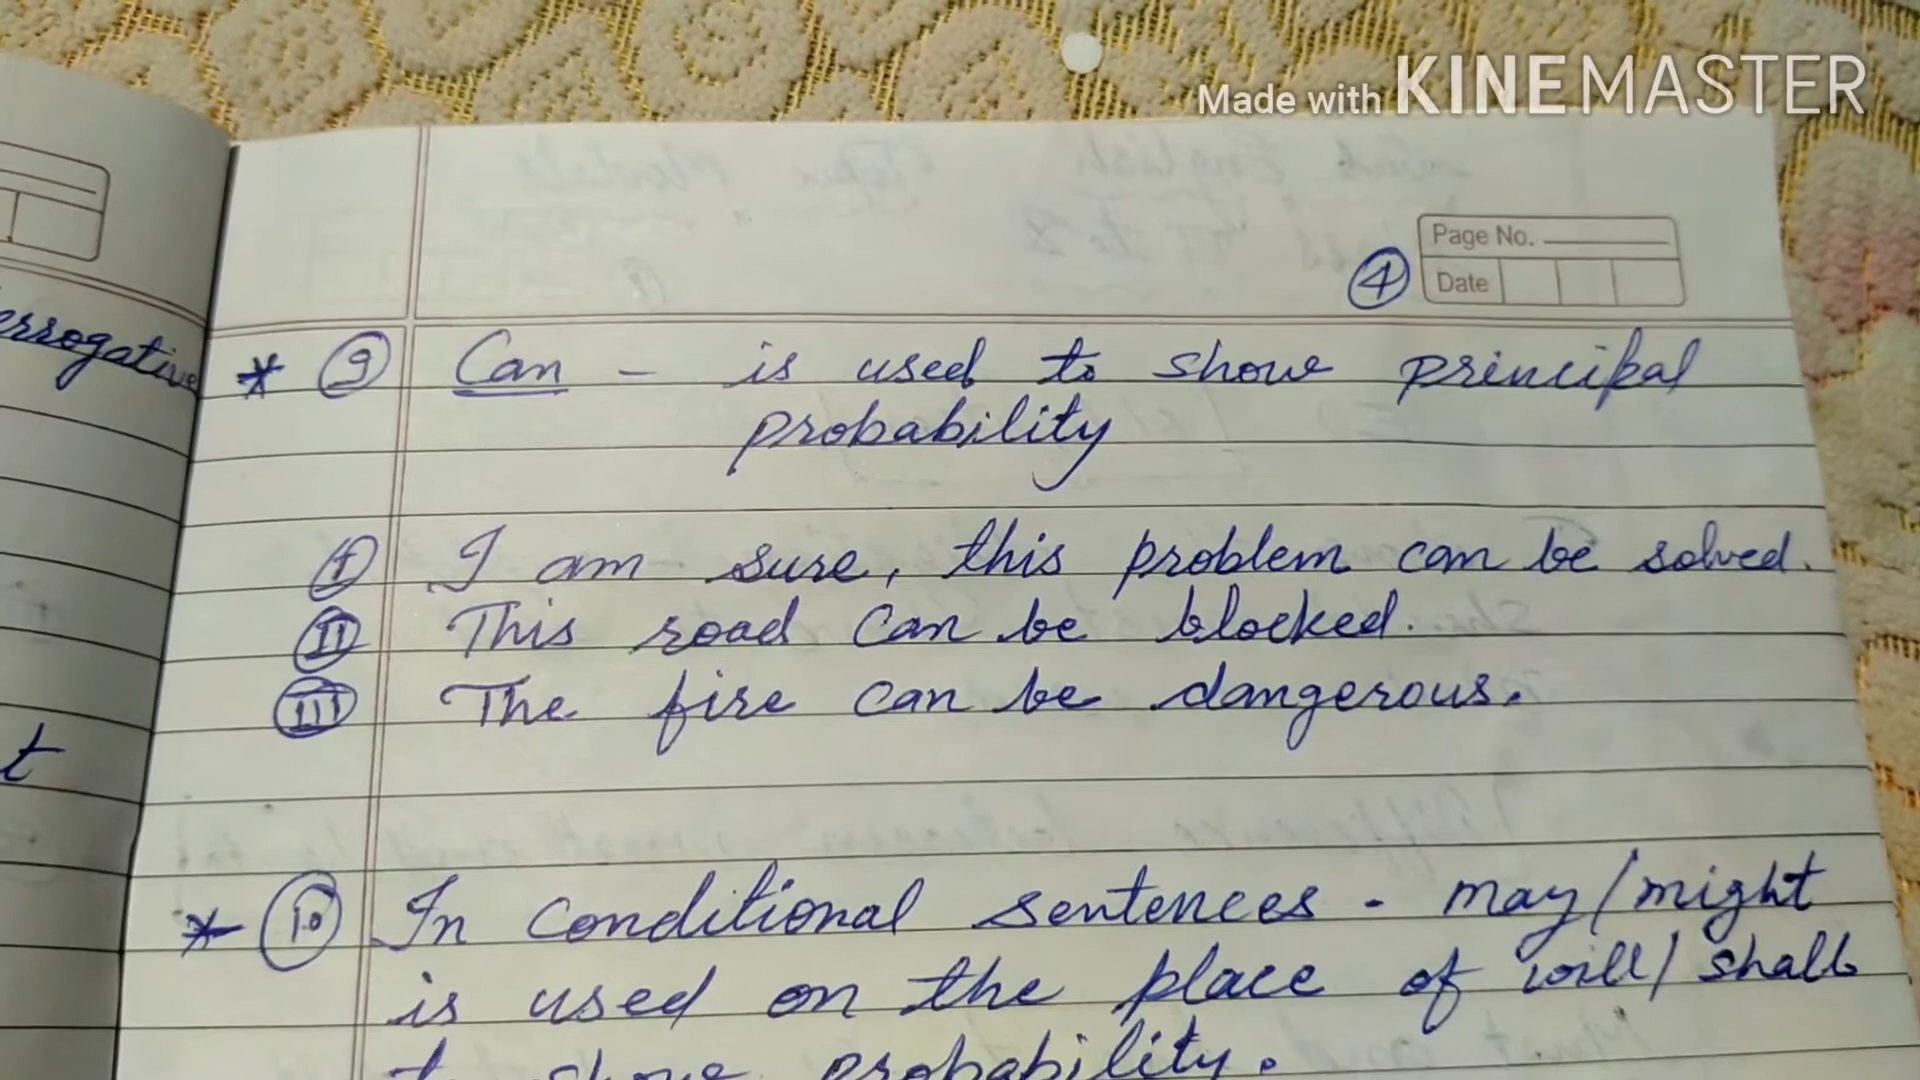 Made with KINEMASTER
Page No.
④ Date
errogative
* ⑨ Can - is used to show principal
probability
Ⓘ I am sure, this problem can be solved.
II This road can be blocked.
III The fire can be dangerous.
t
* ⑩ In Conditional sentences - may/might
is used on the place of will/shall
to show probability.